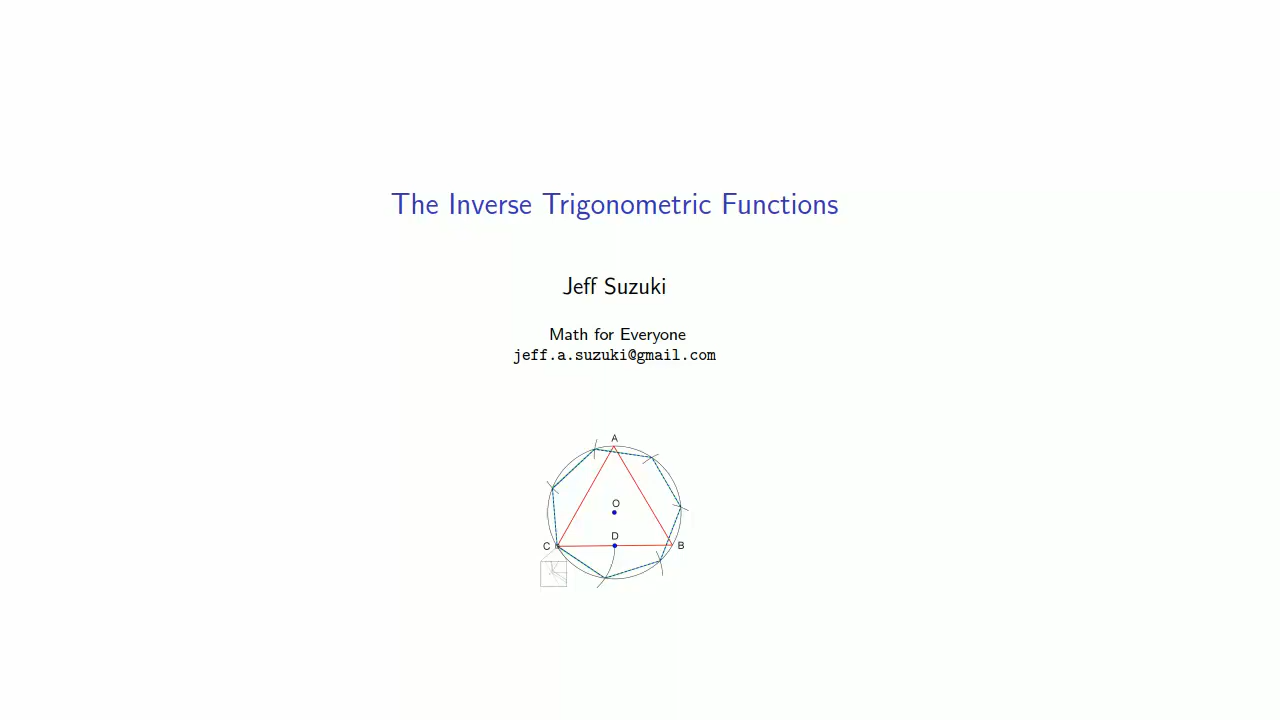 The Inverse Trigonometric Functions
Jeff Suzuki
Math for Everyone
jeff.a.suzuki@gmail.com
A
O
D
C
B